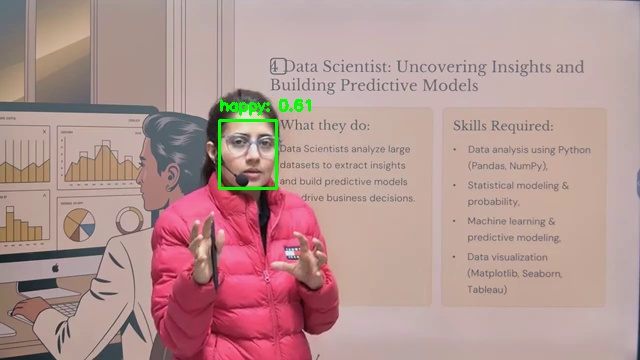 4 Data Scientist: Uncovering Insights and
Building Predictive Models
happy: 0.61
What they do:
Data Scientists analyze large
datasets to extract insights
and build predictive models
drive business decisions.
Skills Required:
• Data analysis using Python
(Pandas, NumPy),
• Statistical modeling &
probability,
• Machine learning &
predictive modeling,
• Data visualization
(Matplotlib, Seaborn,
Tableau)